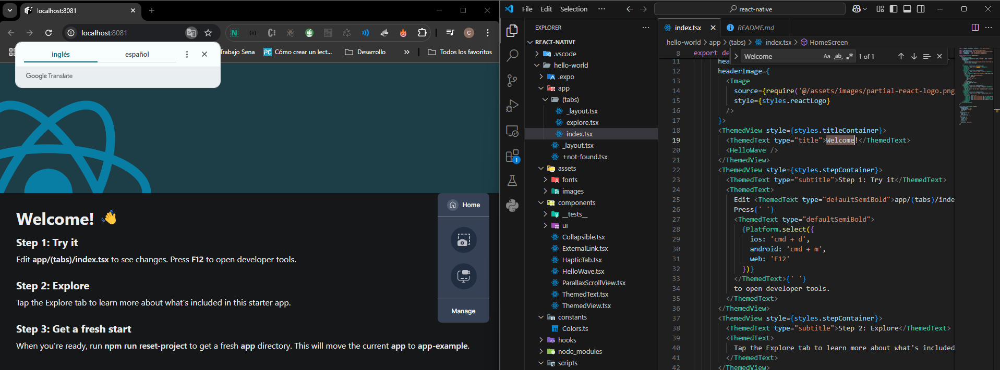 localhost:8081
localhost:8081
Trabajo Sena
Cómo crear un lect...
Desarrollo
Todos los favoritos
inglés
español
Google Translate
Welcome! 👋
Step 1: Try it
Edit app/(tabs)/index.tsx to see changes. Press F12 to open developer tools.
Step 2: Explore
Tap the Explore tab to learn more about what's included in this starter app.
Step 3: Get a fresh start
When you're ready, run npm run reset-project to get a fresh app directory. This will move the current app to app-example.
Home
Manage
File Edit Selection ···
react-native
EXPLORER
REACT-NATIVE
.vscode
hello-world
.expo
app
(tabs)
_layout.tsx
explore.tsx
index.tsx
_layout.tsx
+not-found.tsx
assets
fonts
images
components
__tests__
ui
Collapsible.tsx
ExternalLink.tsx
HapticTab.tsx
HelloWave.tsx
ParallaxScrollView.tsx
ThemedText.tsx
ThemedView.tsx
constants
Colors.ts
hooks
node_modules
scripts
1
index.tsx
README.md
hello-world > app > (tabs) > index.tsx > HomeScreen
Welcome Aa ab .* 1 of 1
8 export de
11 hea
12 headerImage={
13 <Image
14 source={require('@/assets/images/partial-react-logo.png
15 style={styles.reactLogo}
16 />
17 }>
18 <ThemedView style={styles.titleContainer}>
19 <ThemedText type="title">Welcome!</ThemedText>
20 <HelloWave />
21 </ThemedView>
22 <ThemedView style={styles.stepContainer}>
23 <ThemedText type="subtitle">Step 1: Try it</ThemedText>
24 <ThemedText>
25 Edit <ThemedText type="defaultSemiBold">app/(tabs)/inde
26 Press{' '}
27 <ThemedText type="defaultSemiBold">
28 {Platform.select({
29 ios: 'cmd + d',
30 android: 'cmd + m',
31 web: 'F12'
32 })}
33 </ThemedText>{' '}
34 to open developer tools.
35 </ThemedText>
36 </ThemedView>
37 <ThemedView style={styles.stepContainer}>
38 <ThemedText type="subtitle">Step 2: Explore</ThemedText>
39 <ThemedText>
40 Tap the Explore tab to learn more about what's included
41 </ThemedText>
42 </ThemedView>